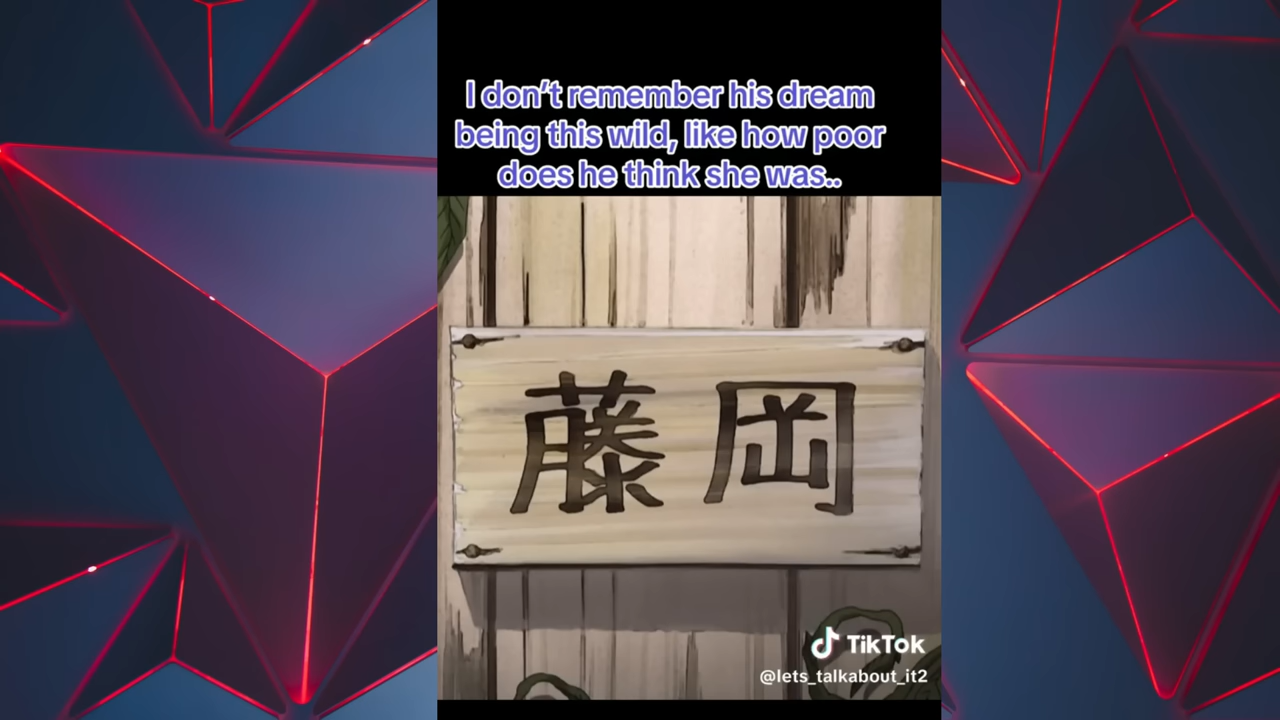 I don't remember his dream
being this wild, like how poor
does he think she was..
藤岡
TikTok
@lets_talkabout_it2